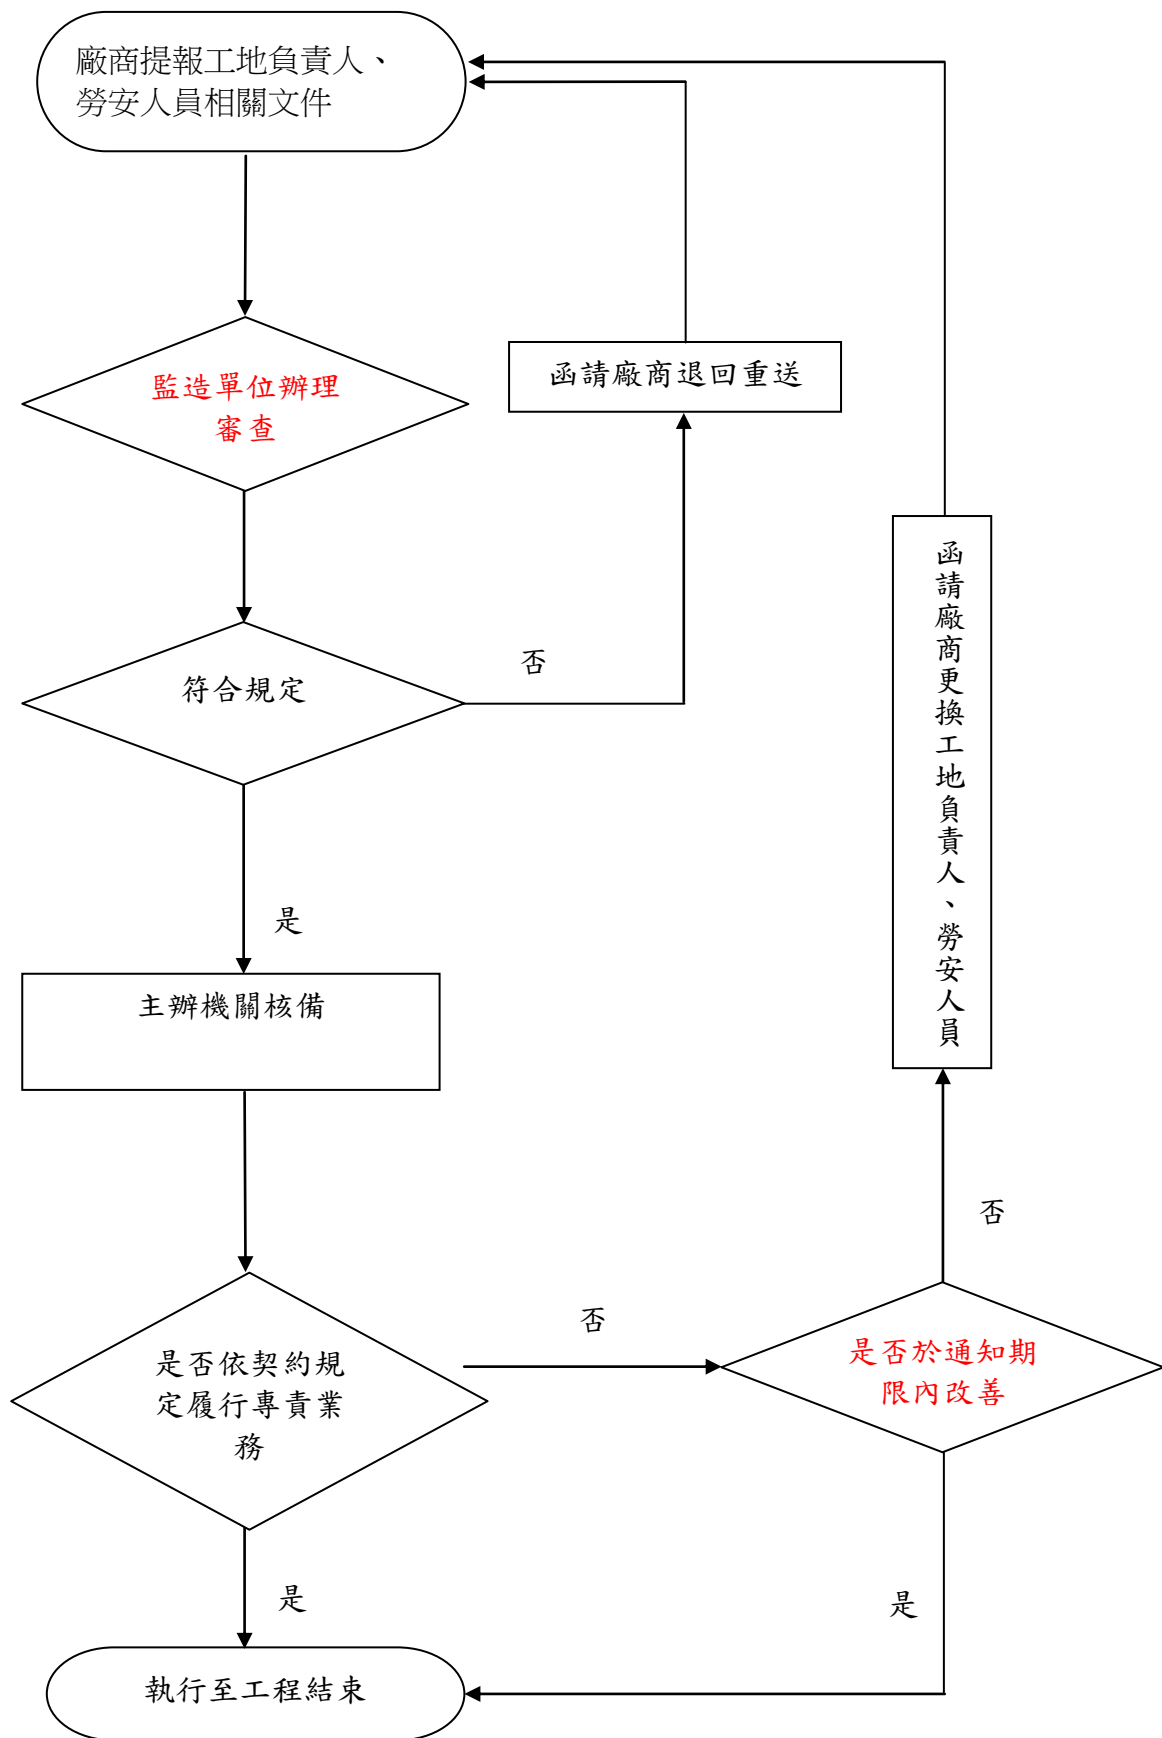 廠商提報工地負責人、
勞安人員相關文件
監造單位辦理
審查
函請廠商退回重送
符合規定
否
是
主辦機關核備
函請廠商更換工地負責人、勞安人員
否
是否依契約規
定履行專責業
務
否
是否於通知期
限內改善
是
是
執行至工程結束